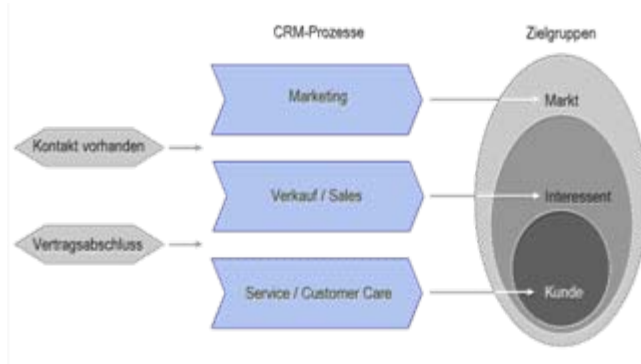 CRM-Prozesse
Zielgruppen
Marketing
Markt
Kontakt vorhanden
Verkauf / Sales
Interessent
Vertragsabschluss
Service / Customer Care
Kunde